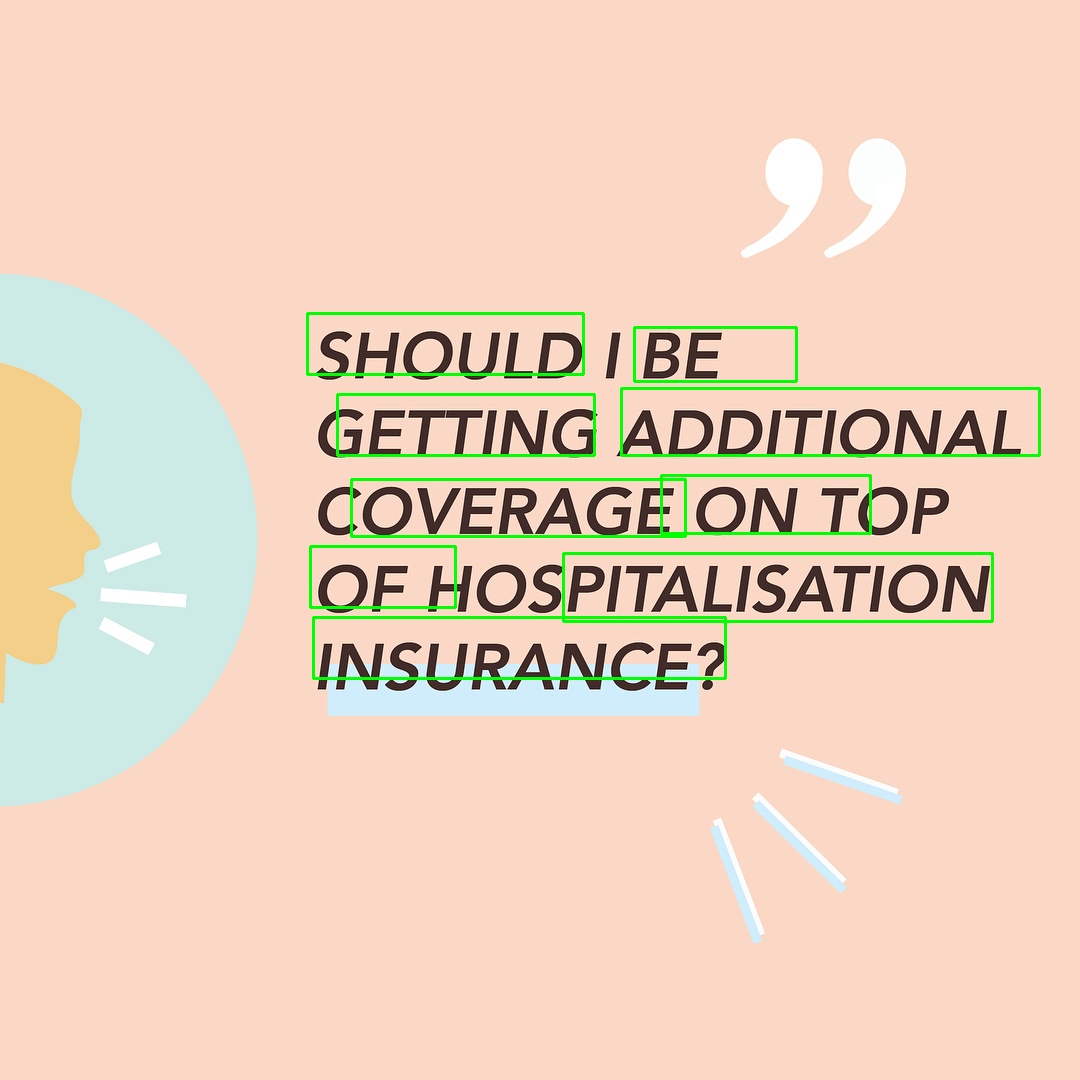 SHOULD I BE
GETTING ADDITIONAL
COVERAGE ON TOP
OF HOSPITALISATION
INSURANCE?